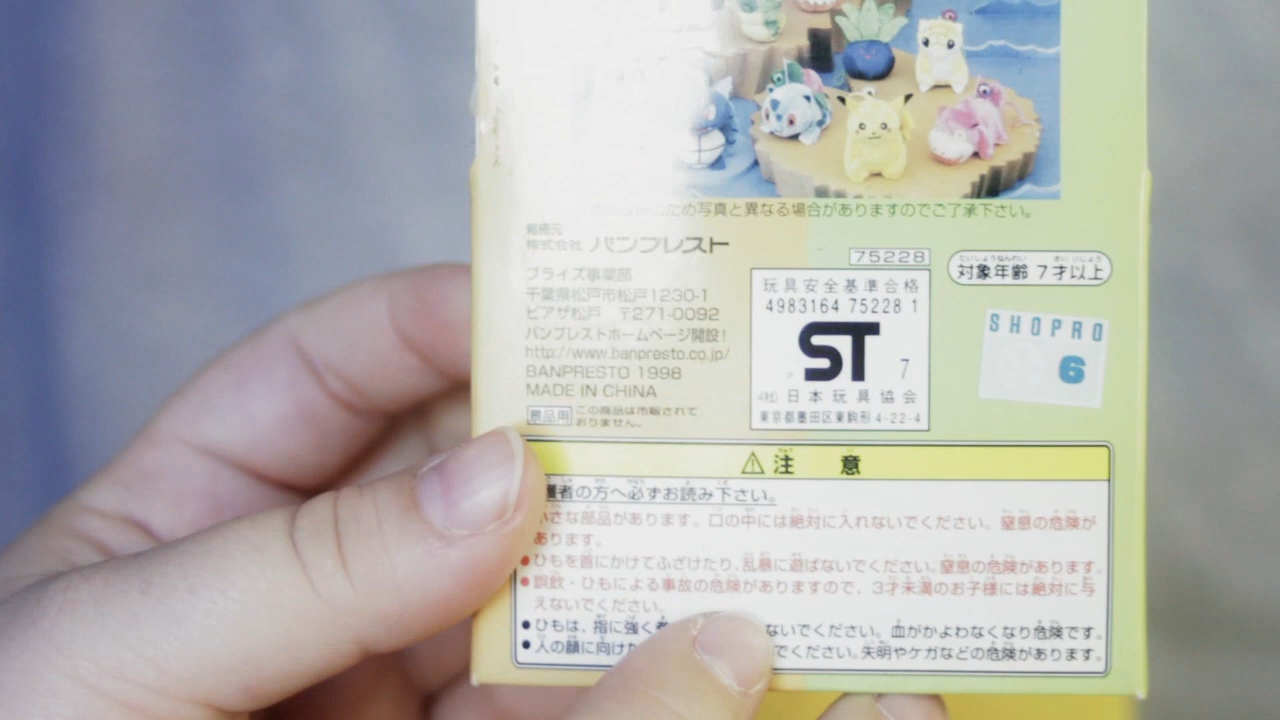 ため写真と異なる場合がありますのでご了承下さい。
発売元
株式会社 バンプレスト
プライズ事業部
千葉県松戸市松戸1230-1
ピアザ松戸 〒271-0092
バンプレストホームページ開設!
http://www.banpresto.co.jp/
BANPRESTO 1998
MADE IN CHINA
景品用 この商品は市販されて
おりません。
75228
玩具安全基準合格
4983164 75228 1
ST 7
(社)日本玩具協会
東京都墨田区東駒形 4-22-4
たいしょうねんれい さい いじょう
対象年齢 7才以上
SHOPRO
6
⚠注 意
護者の方へ必ずお読み下さい。
さな部品があります。口の中には絶対に入れないでください。窒息の危険が
あります。
●ひもを首にかけてふざけたり、乱暴に遊ばないでください。窒息の危険があります。
●誤飲・ひもによる事故の危険がありますので、3才未満のお子様には絶対に与
えないでください。
●ひもは、指に強く ないでください。血がかよわなくなり危険です。
●人の顔に向けた でください。失明やケガなどの危険があります。